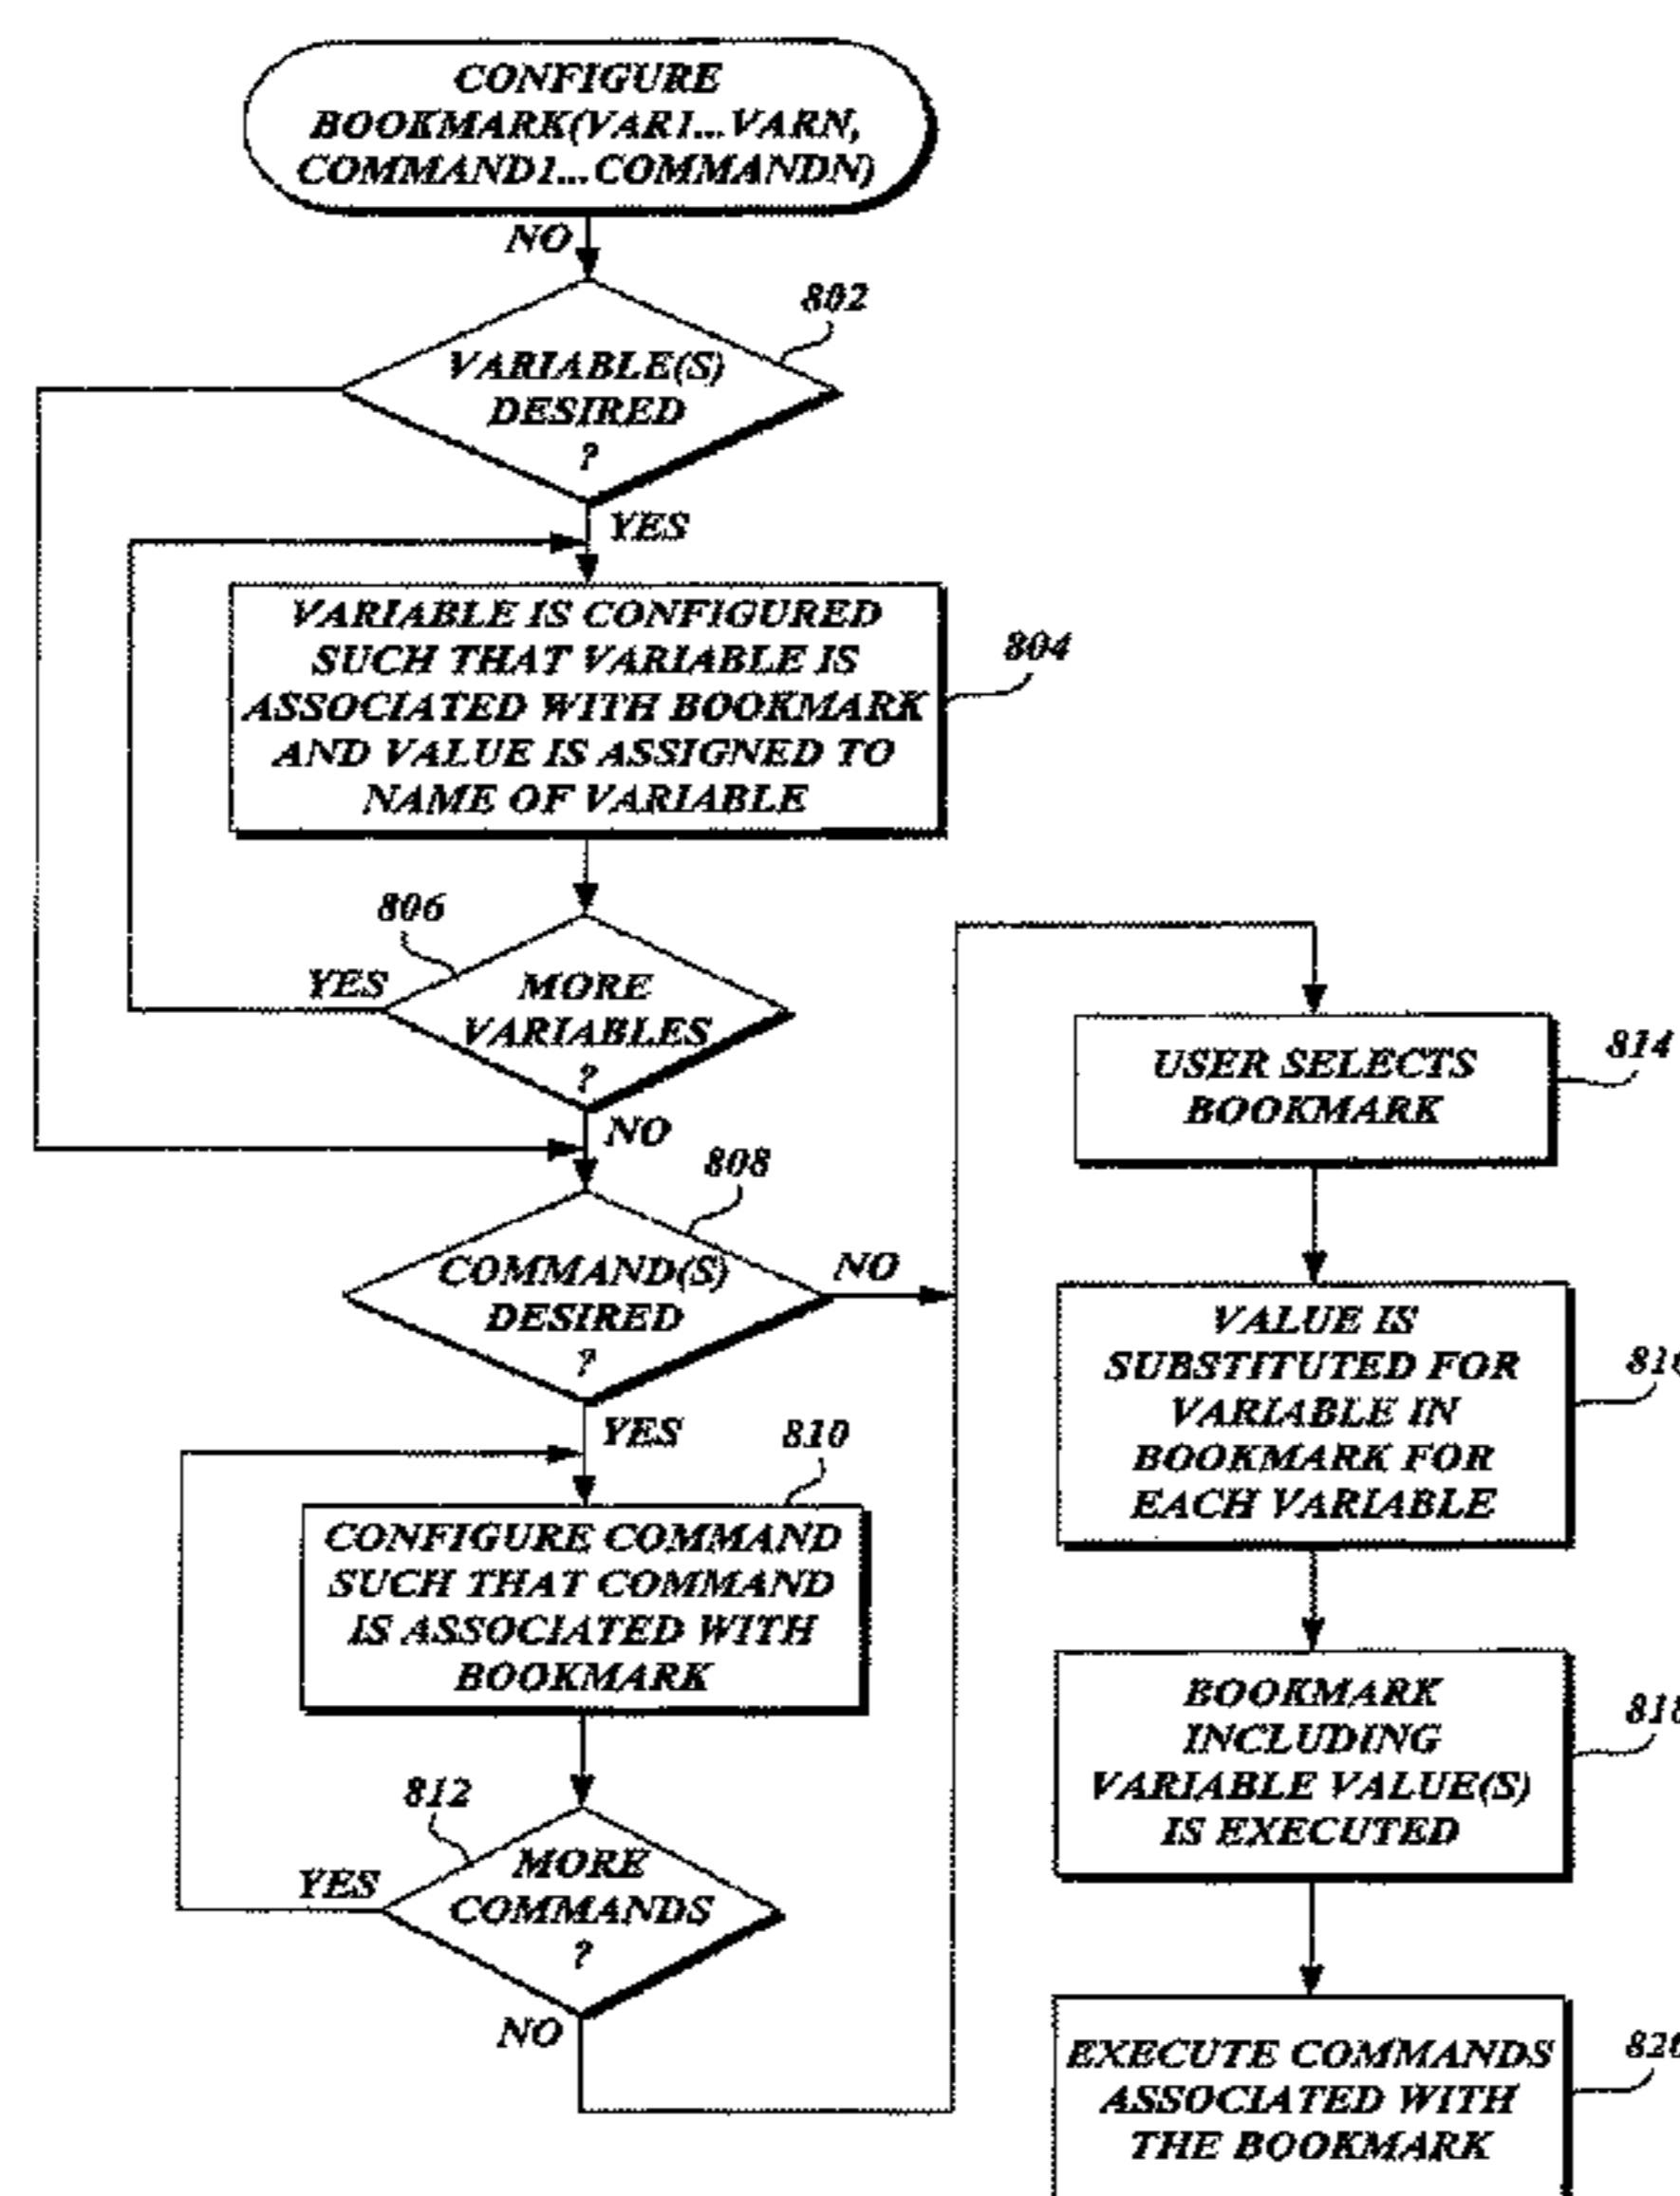 CONFIGURE
BOOKMARK(VAR1...VARN,
COMMAND1...COMMANDN)
NO
802
VARIABLE(S)
DESIRED
?
YES
VARIABLE IS CONFIGURED
SUCH THAT VARIABLE IS
ASSOCIATED WITH BOOKMARK
AND VALUE IS ASSIGNED TO
NAME OF VARIABLE
804
806
YES
MORE
VARIABLES
?
NO
808
COMMAND(S)
DESIRED
?
NO
YES
810
CONFIGURE COMMAND
SUCH THAT COMMAND
IS ASSOCIATED WITH
BOOKMARK
812
YES
MORE
COMMANDS
?
NO
USER SELECTS
BOOKMARK
814
VALUE IS
SUBSTITUTED FOR
VARIABLE IN
BOOKMARK FOR
EACH VARIABLE
816
BOOKMARK
INCLUDING
VARIABLE VALUE(S)
IS EXECUTED
818
EXECUTE COMMANDS
ASSOCIATED WITH
THE BOOKMARK
820